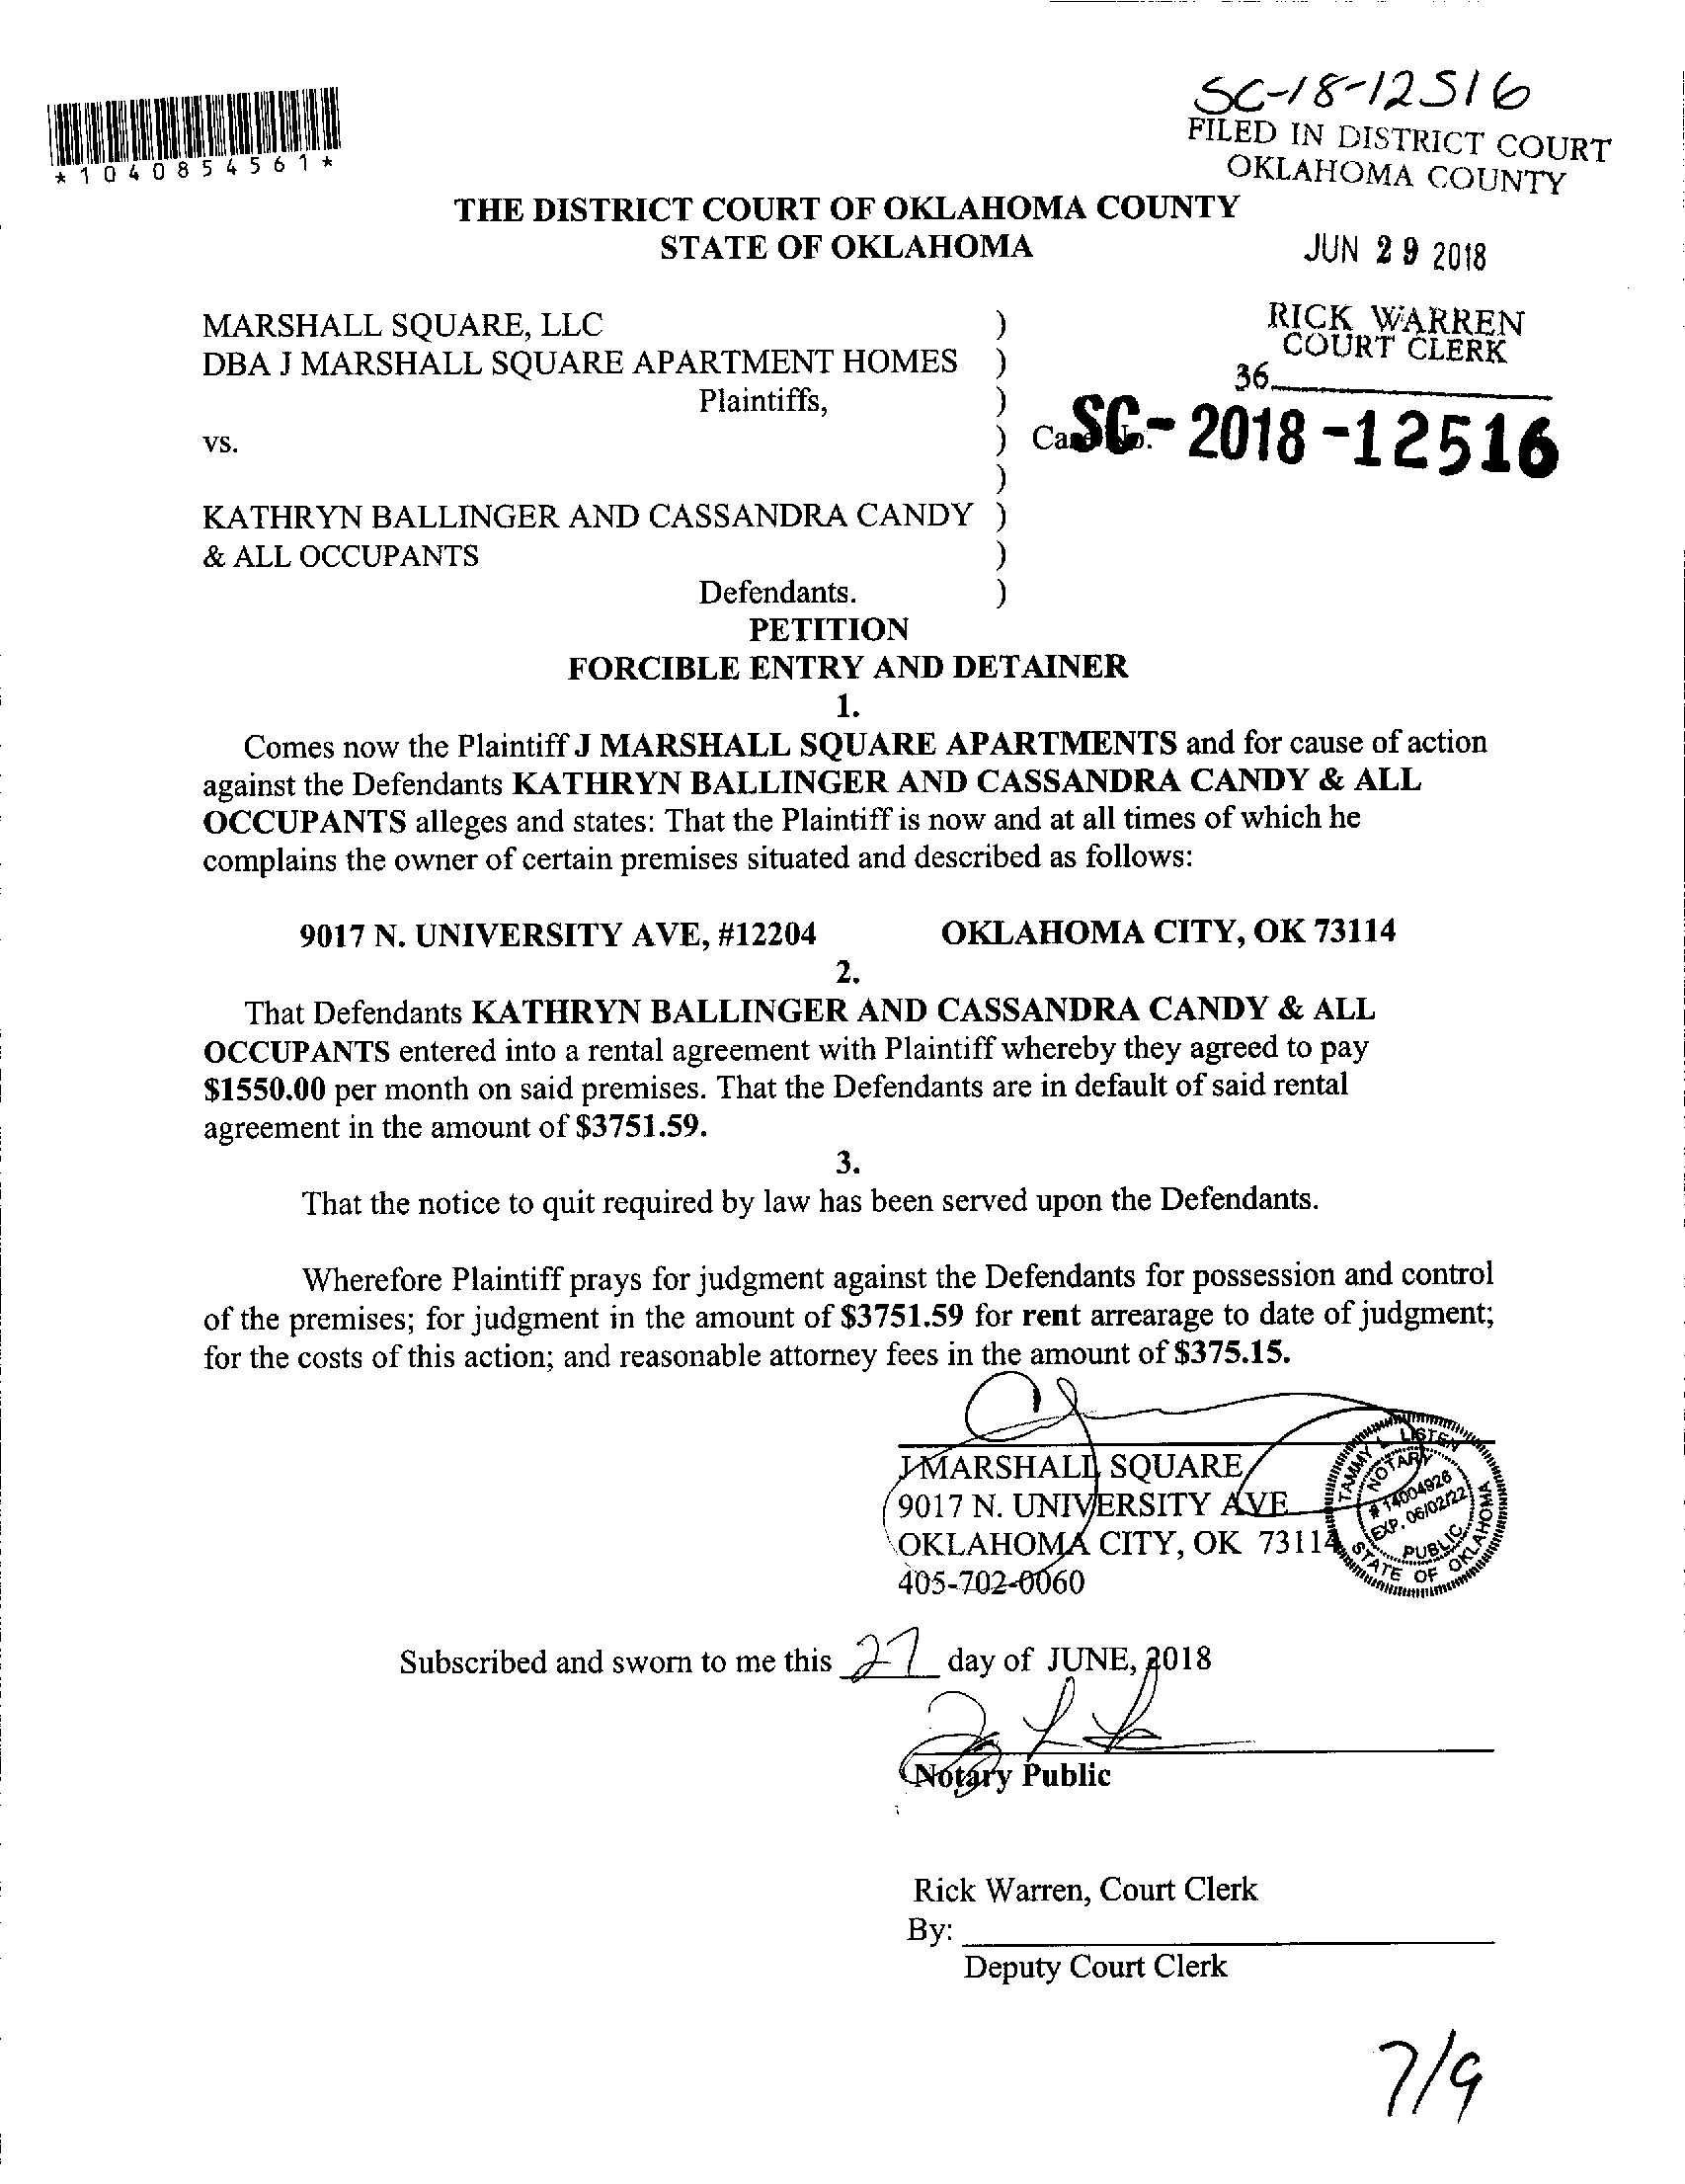 SC-18-12516
FILED IN DISTRICT COURT
OKLAHOMA COUNTY
*1040854561*
THE DISTRICT COURT OF OKLAHOMA COUNTY
STATE OF OKLAHOMA
JUN 29 2018
MARSHALL SQUARE, LLC )
DBA J MARSHALL SQUARE APARTMENT HOMES )
Plaintiffs, )
RICK WARREN
COURT CLERK
36
vs. ) Case No. SC-2018-12516
)
KATHRYN BALLINGER AND CASSANDRA CANDY )
& ALL OCCUPANTS )
Defendants. )
PETITION
FORCIBLE ENTRY AND DETAINER
1.
Comes now the Plaintiff J MARSHALL SQUARE APARTMENTS and for cause of action
against the Defendants KATHRYN BALLINGER AND CASSANDRA CANDY & ALL
OCCUPANTS alleges and states: That the Plaintiff is now and at all times of which he
complains the owner of certain premises situated and described as follows:
9017 N. UNIVERSITY AVE, #12204 OKLAHOMA CITY, OK 73114
2.
That Defendants KATHRYN BALLINGER AND CASSANDRA CANDY & ALL
OCCUPANTS entered into a rental agreement with Plaintiff whereby they agreed to pay
$1550.00 per month on said premises. That the Defendants are in default of said rental
agreement in the amount of $3751.59.
3.
That the notice to quit required by law has been served upon the Defendants.
Wherefore Plaintiff prays for judgment against the Defendants for possession and control
of the premises; for judgment in the amount of $3751.59 for rent arrearage to date of judgment;
for the costs of this action; and reasonable attorney fees in the amount of $375.15.
J MARSHALL SQUARE
9017 N. UNIVERSITY AVE
OKLAHOMA CITY, OK 73114
405-702-0060
TAMMY L. LISTEN
NOTARY
# 14004926
EXP. 06/02/22
PUBLIC
STATE OF OKLAHOMA
Subscribed and sworn to me this 27 day of JUNE, 2018
Notary Public
Rick Warren, Court Clerk
By:
Deputy Court Clerk
7/9